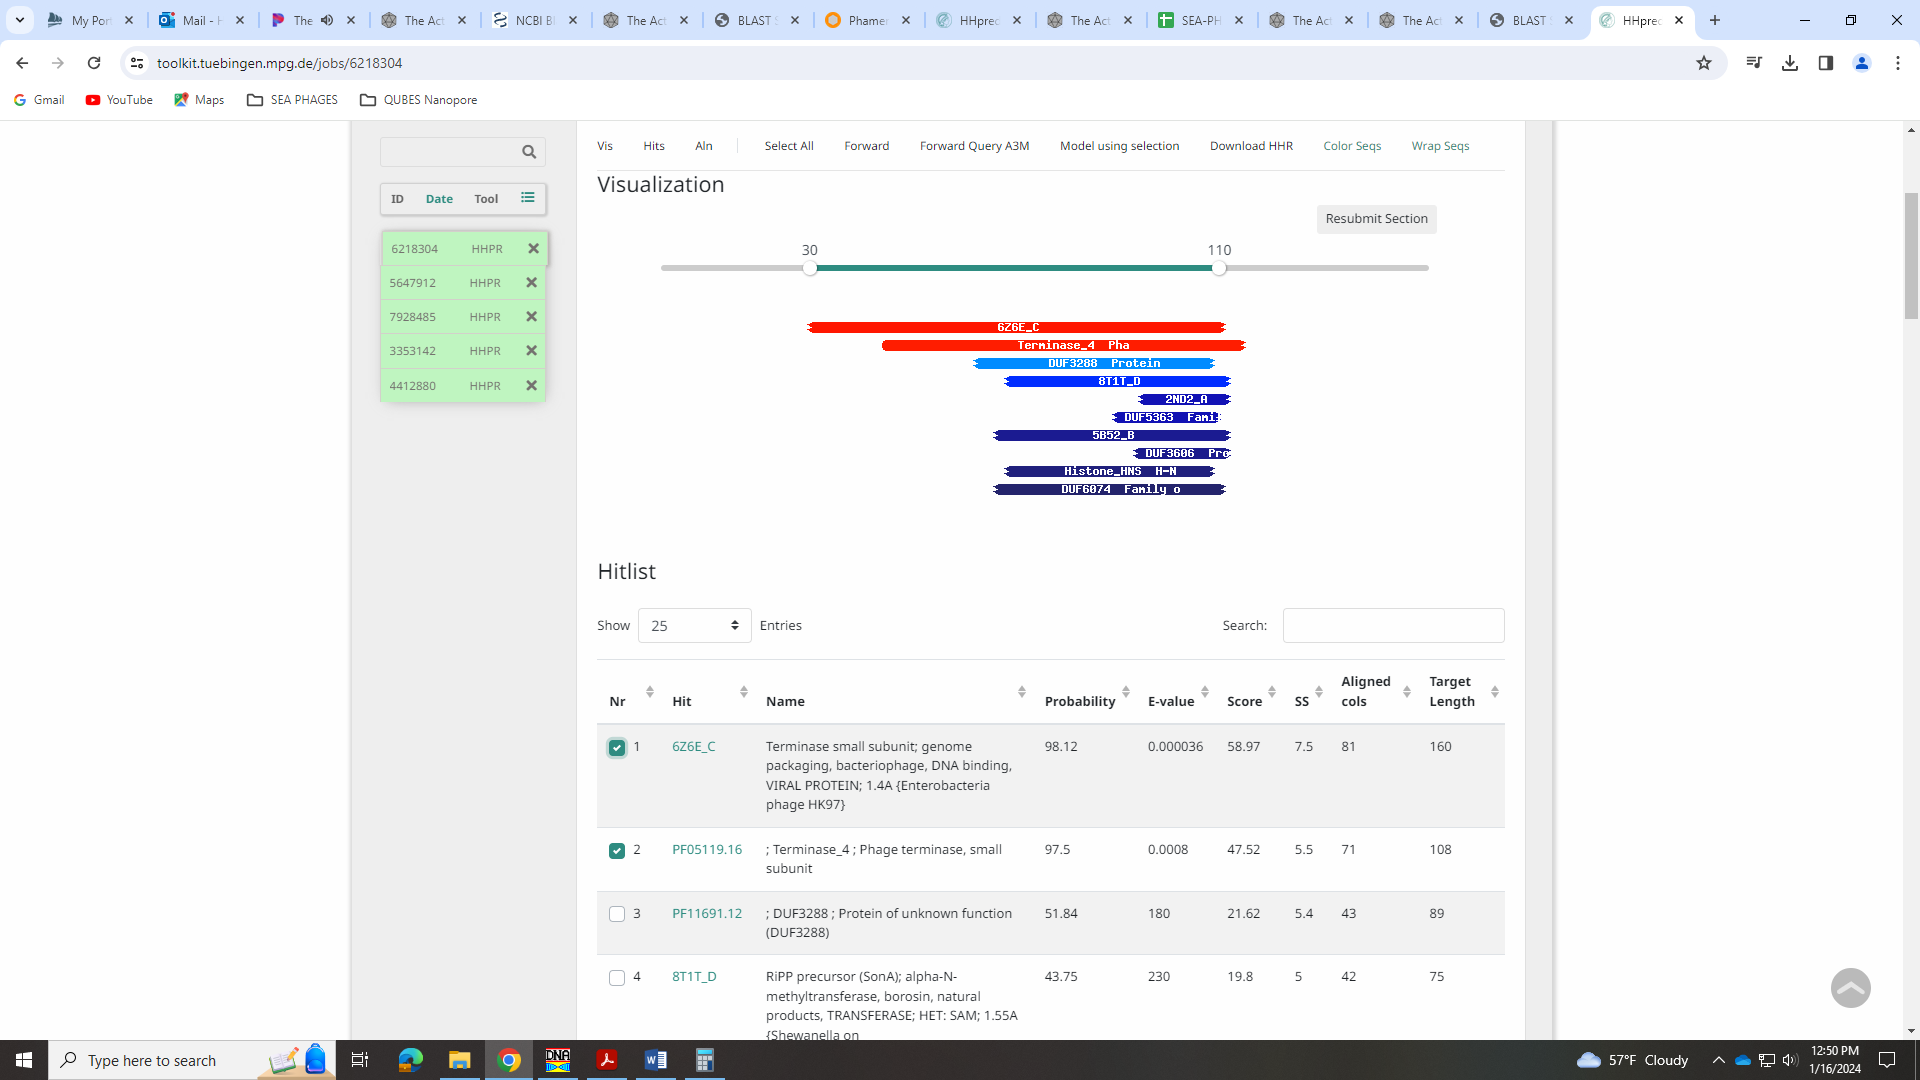 My Por
Mail - H
The
The Act
NCBI Bl
The Act
BLAST S
Phamer
HHpred
The Act
SEA-PH
The Act
The Act
BLAST S
HHpred
toolkit.tuebingen.mpg.de/jobs/6218304
Gmail
YouTube
Maps
SEA PHAGES
QUBES Nanopore
Vis Hits Aln Select All Forward Forward Query A3M Model using selection Download HHR Color Seqs Wrap Seqs
ID Date Tool
6218304 HHPR
5647912 HHPR
7928485 HHPR
3353142 HHPR
4412880 HHPR
Visualization
Resubmit Section
30 110
6Z6E_C
Terminase_4 Pha
DUF3288 Protein
8T1T_D
2ND2_A
DUF5363 Fami
5B52_B
DUF3606 Pro
Histone_HNS H-N
DUF6074 Family o
Hitlist
Show 25 Entries Search:
Nr Hit Name Probability E-value Score SS Aligned cols Target Length
1 6Z6E_C Terminase small subunit; genome 98.12 0.000036 58.97 7.5 81 160
packaging, bacteriophage, DNA binding,
VIRAL PROTEIN; 1.4A {Enterobacteria
phage HK97}
2 PF05119.16 ; Terminase_4 ; Phage terminase, small 97.5 0.0008 47.52 5.5 71 108
subunit
3 PF11691.12 ; DUF3288 ; Protein of unknown function 51.84 180 21.62 5.4 43 89
(DUF3288)
4 8T1T_D RiPP precursor (SonA); alpha-N- 43.75 230 19.8 5 42 75
methyltransferase, borosin, natural
products, TRANSFERASE; HET: SAM; 1.55A
{Shewanella on
Type here to search
DNA
57°F Cloudy
12:50 PM
1/16/2024